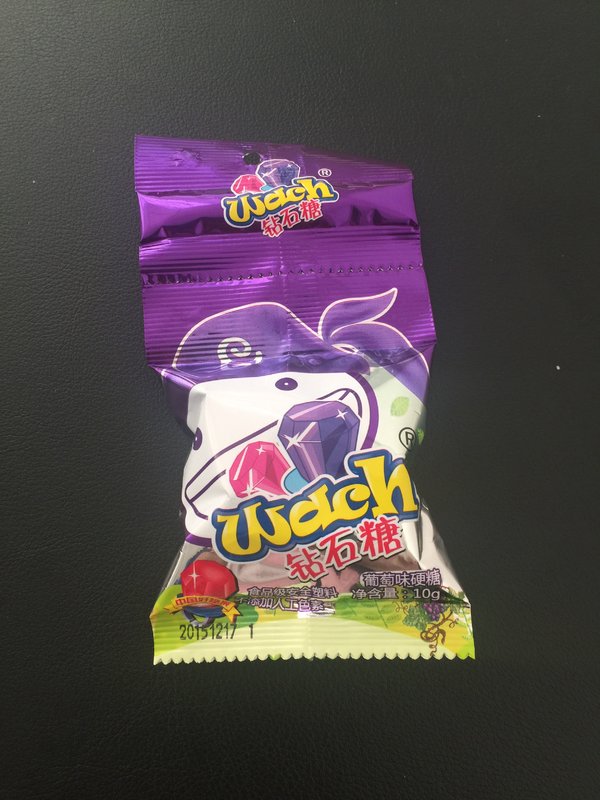 wach®
钻石糖
®
wach
钻石糖
食品级安全塑料
不添加人工色素
葡萄味硬糖
净含量：10g
20151217 1